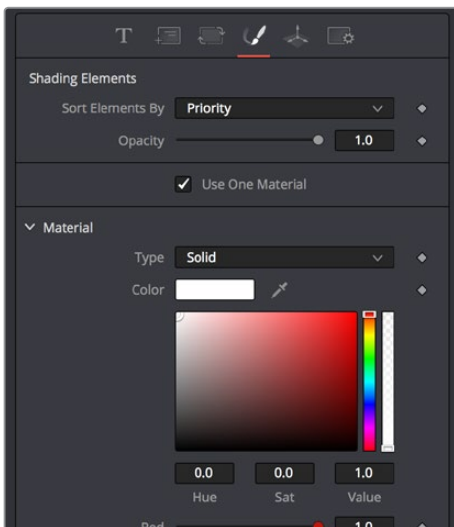 T
Shading Elements
Sort Elements By Priority
Opacity 1.0
Use One Material
Material
Type Solid
Color
0.0 0.0 1.0
Hue Sat Value
Red 1.0